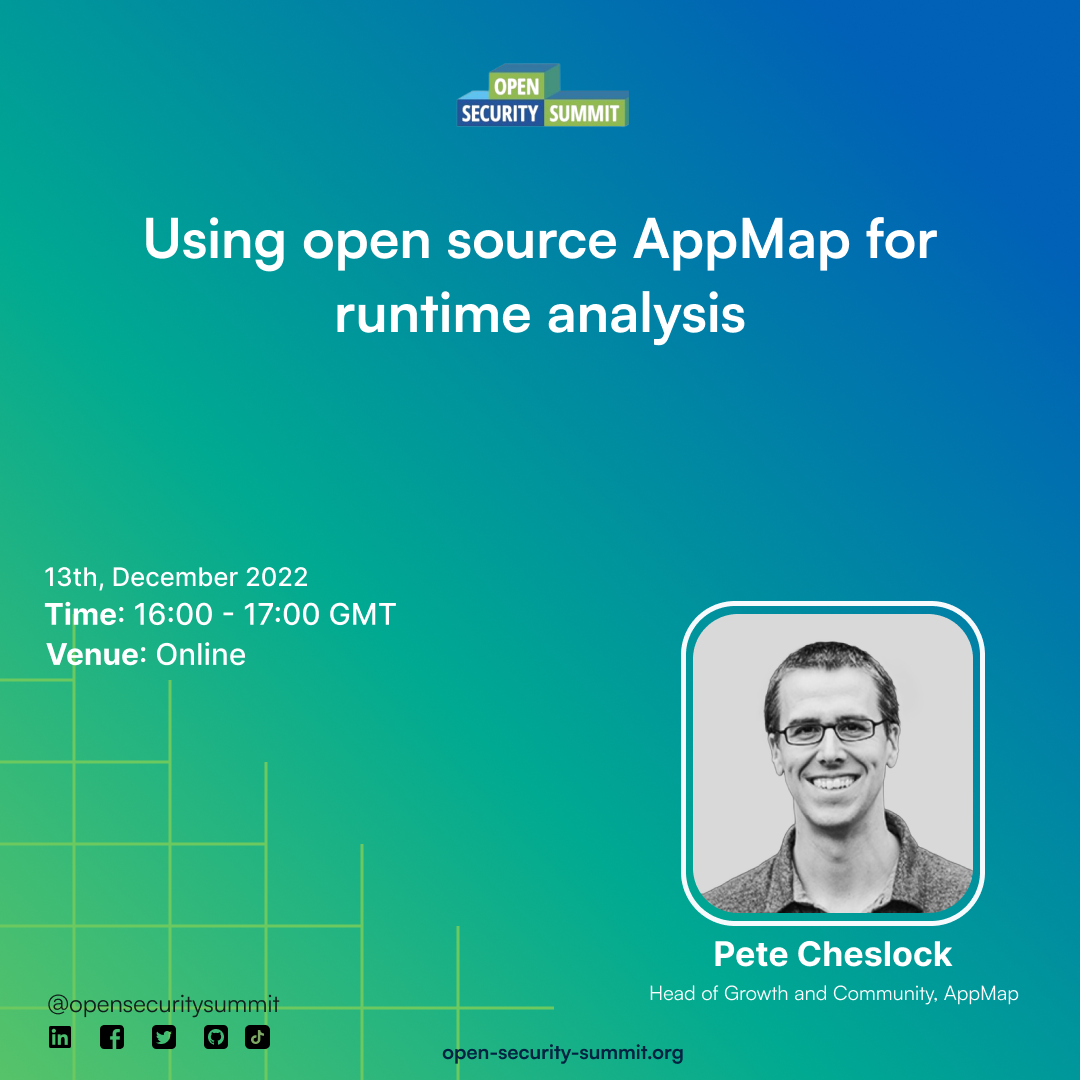 OPEN
SECURITY SUMMIT
Using open source AppMap for
runtime analysis
13th, December 2022
Time: 16:00 - 17:00 GMT
Venue: Online
Pete Cheslock
Head of Growth and Community, AppMap
@opensecuritysummit
open-security-summit.org